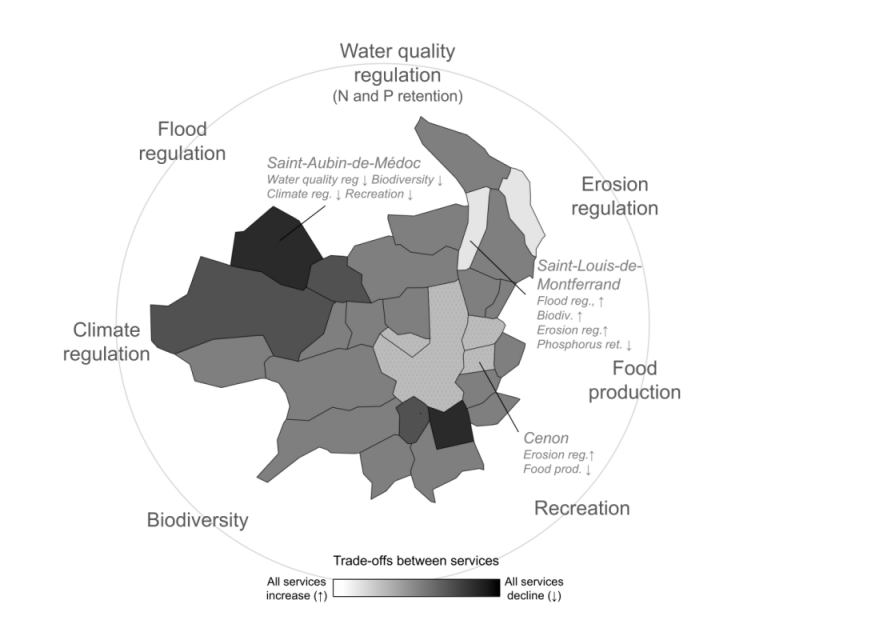 Water quality
regulation
(N and P retention)
Flood
regulation
Saint-Aubin-de-Médoc
Water quality reg ↓ Biodiversity ↓
Climate reg. ↓ Recreation ↓
Erosion
regulation
Saint-Louis-de-
Montferrand
Flood reg., ↑
Biodiv. ↑
Erosion reg.↑
Phosphorus ret. ↓
Climate
regulation
Food
production
Cenon
Erosion reg.↑
Food prod. ↓
Biodiversity
Recreation
Trade-offs between services
All services
increase (↑)
All services
decline (↓)